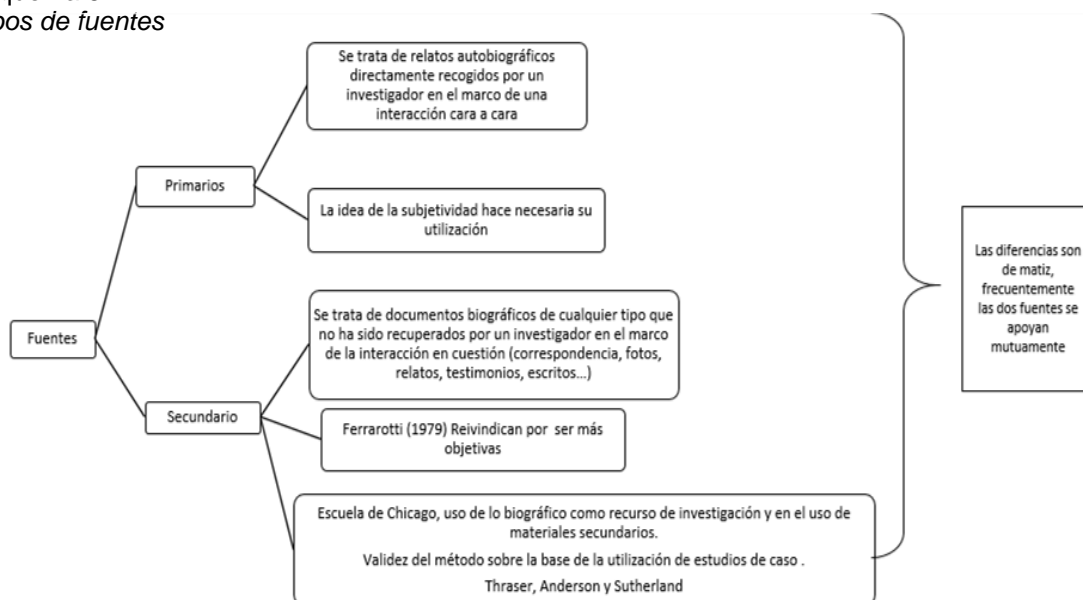 pos de fuentes
Se trata de relatos autobiográficos
directamente recogidos por un
investigador en el marco de una
interacción cara a cara
Primarios
La idea de la subjetividad hace necesaria su
utilización
Fuentes
Se trata de documentos biográficos de cualquier tipo que
no ha sido recuperados por un investigador en el marco
de la interacción en cuestión (correspondencia, fotos,
relatos, testimonios, escritos...)
Secundario
Ferrarotti (1979) Reivindican por ser más
objetivas
Escuela de Chicago, uso de lo biográfico como recurso de investigación y en el uso de
materiales secundarios.
Validez del método sobre la base de la utilización de estudios de caso .
Thraser, Anderson y Sutherland
Las diferencias son
de matiz,
frecuentemente
las dos fuentes se
apoyan
mutuamente